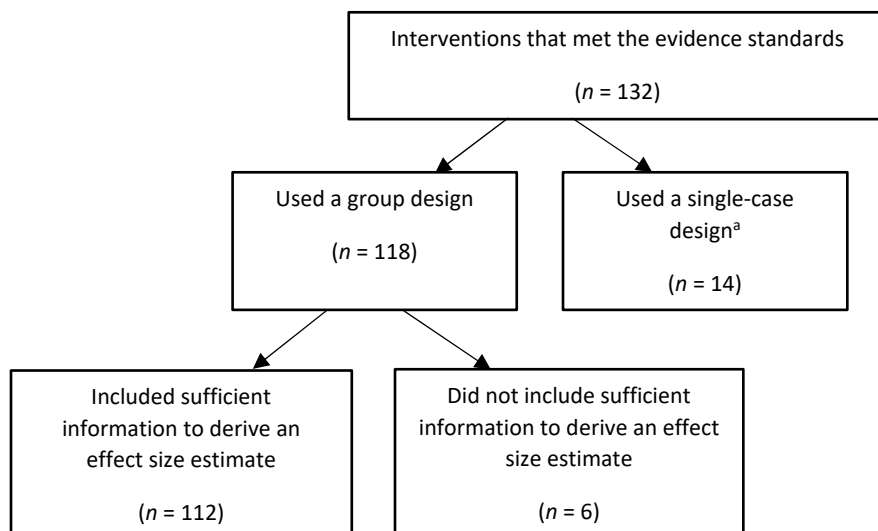 Interventions that met the evidence standards
(n = 132)
Used a group design
(n = 118)
Used a single-case
designᵃ
(n = 14)
Included sufficient
information to derive an
effect size estimate
(n = 112)
Did not include sufficient
information to derive an effect
size estimate
(n = 6)